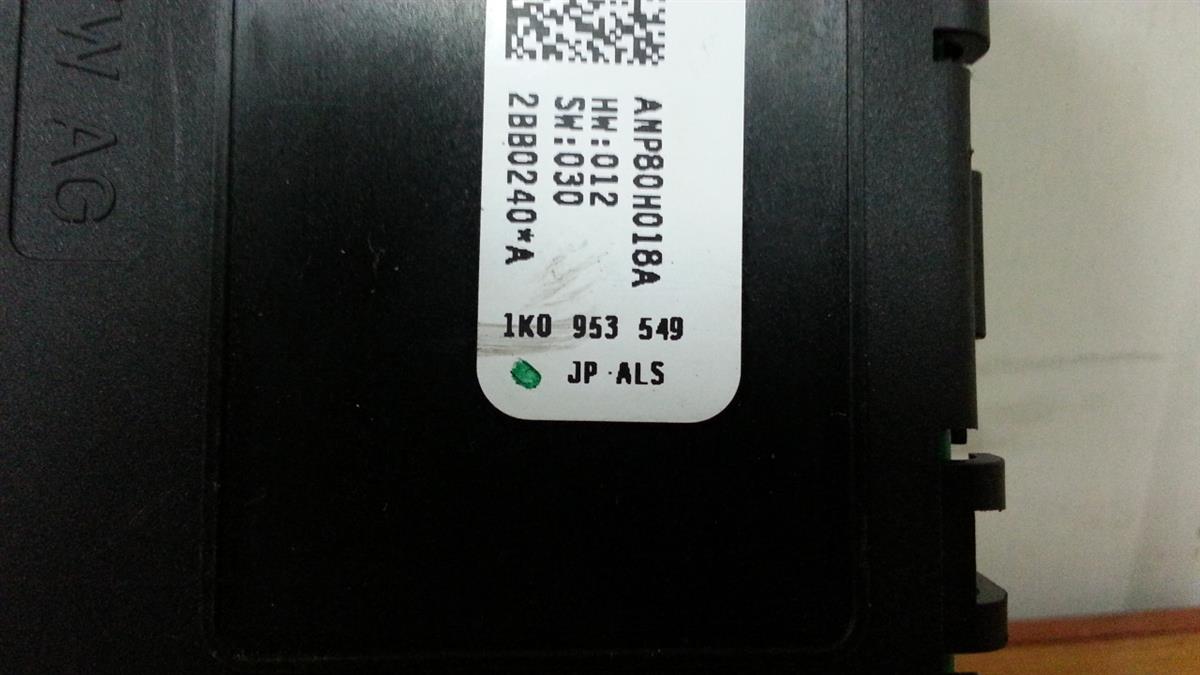 VW AG
ANP80H018A
HW:012
SW:030
2BB0240*A
1K0 953 549
JP ALS